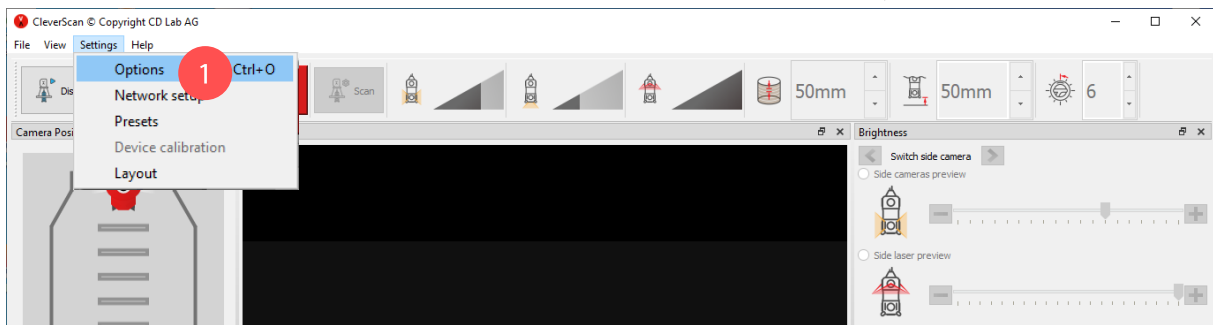 CleverScan © Copyright CD Lab AG
File View Settings Help
Options 1 Ctrl+O
Network setup
Presets
Device calibration
Layout
Dis
Scan
50mm
50mm
6
Camera Posi
Brightness
Switch side camera
Side cameras preview
Side laser preview